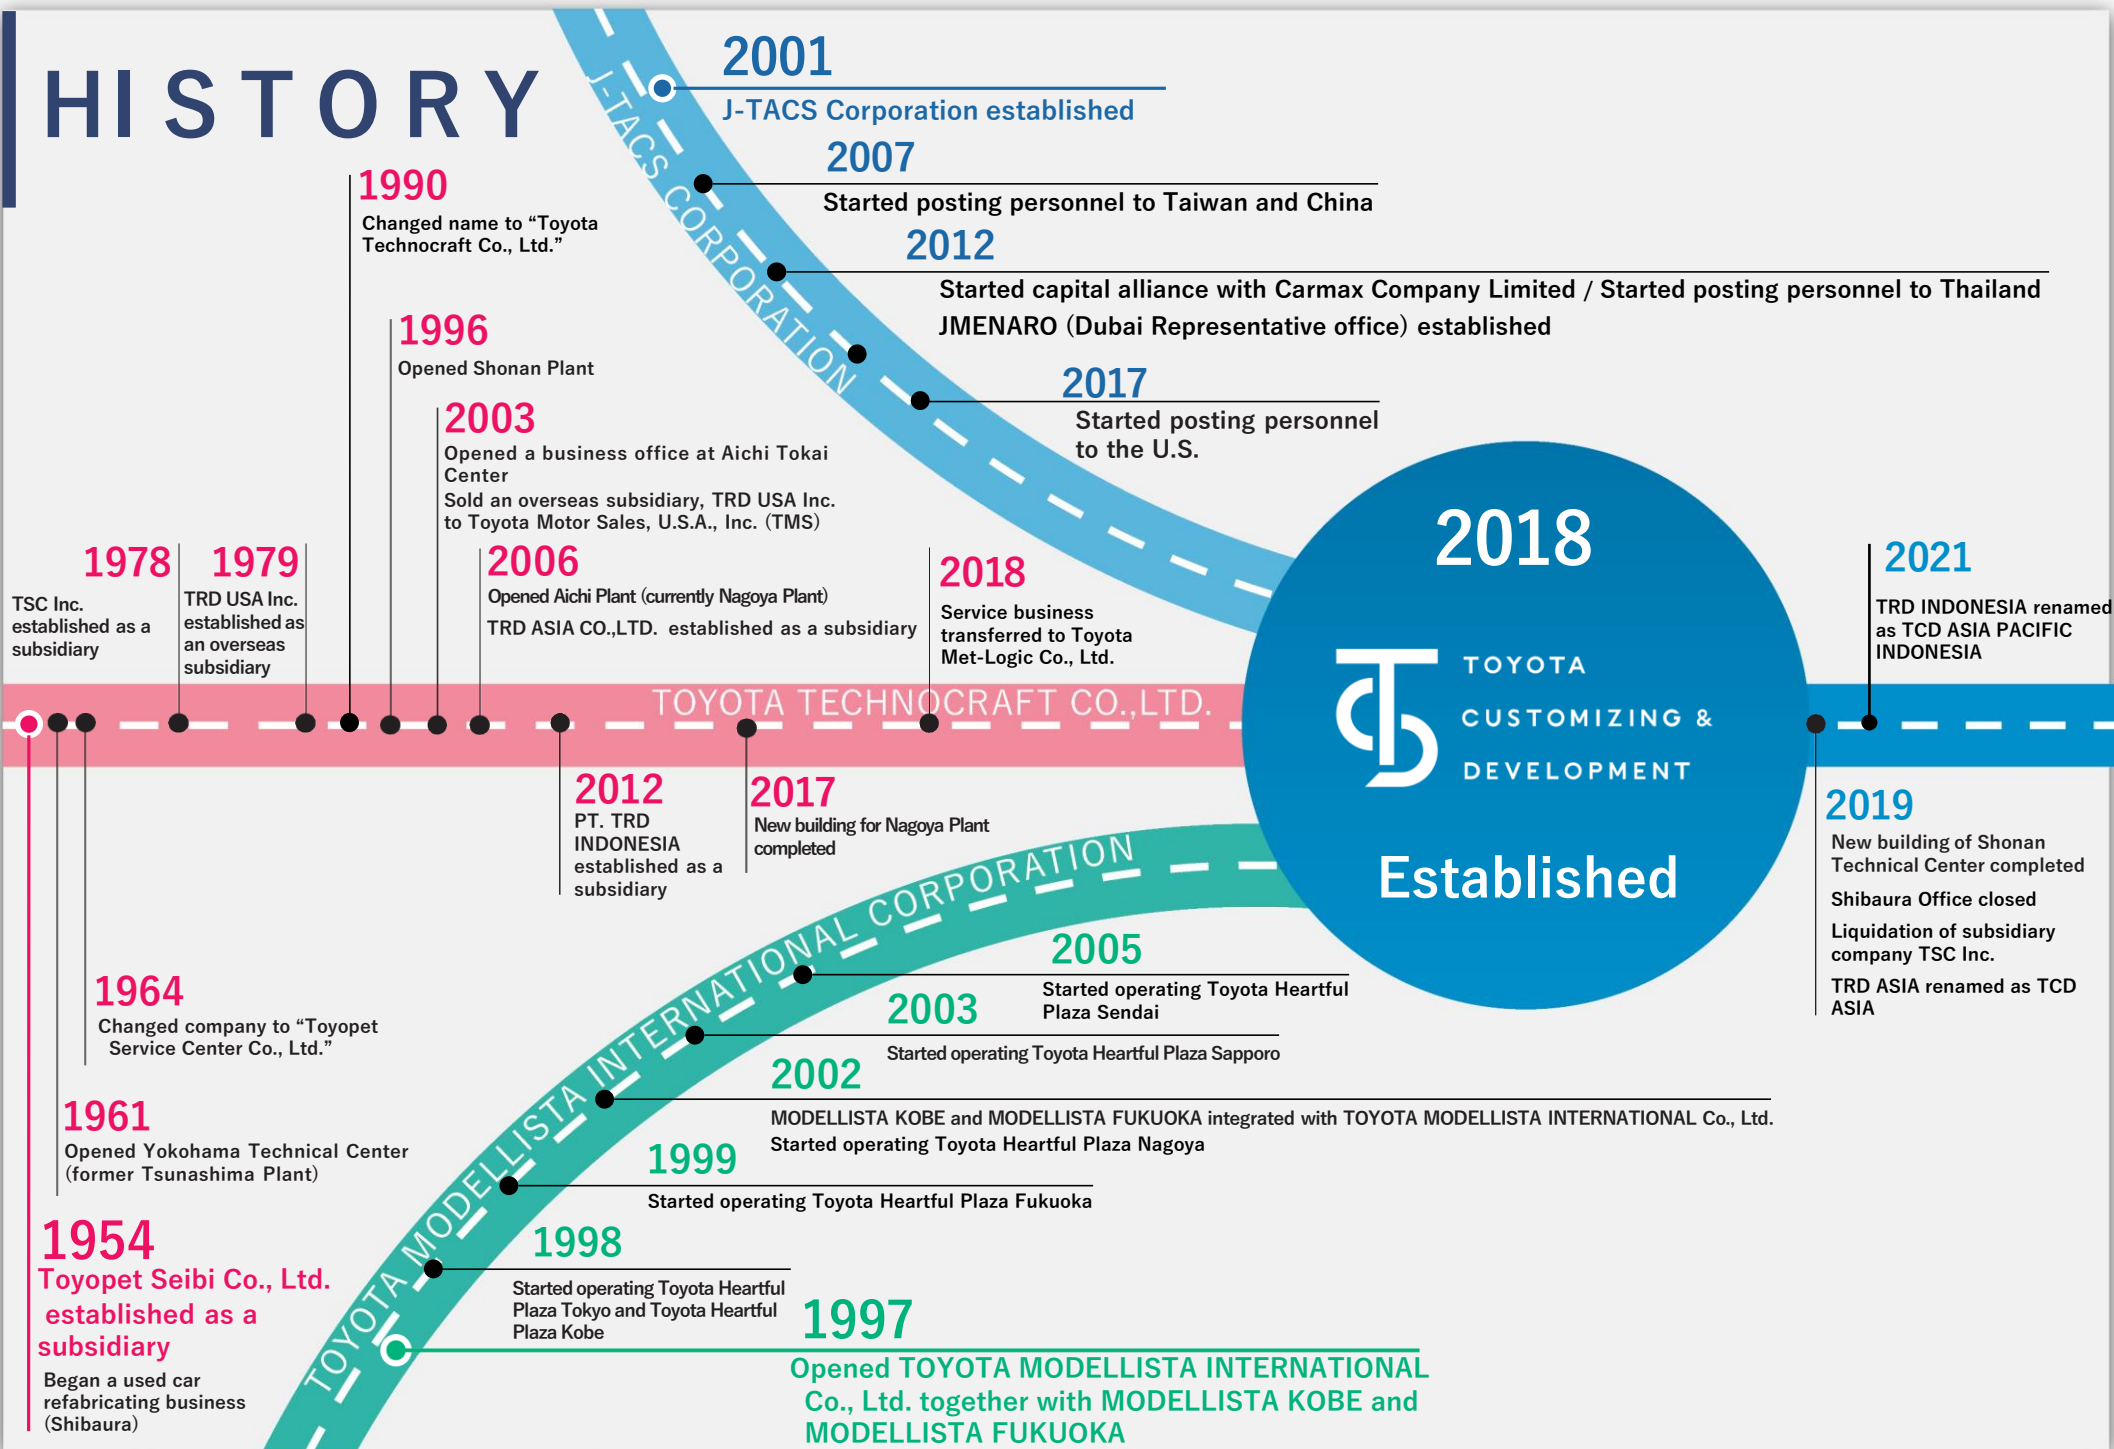 HISTORY
2001
J-TACS Corporation established
2007
Started posting personnel to Taiwan and China
2012
Started capital alliance with Carmax Company Limited / Started posting personnel to Thailand
JMENARO (Dubai Representative office) established
2017
Started posting personnel
to the U.S.
J-TACS CORPORATION
1990
Changed name to “Toyota
Technocraft Co., Ltd.”
1996
Opened Shonan Plant
2003
Opened a business office at Aichi Tokai
Center
Sold an overseas subsidiary, TRD USA Inc.
to Toyota Motor Sales, U.S.A., Inc. (TMS)
1978
TSC Inc.
established as a
subsidiary
1979
TRD USA Inc.
established as
an overseas
subsidiary
2006
Opened Aichi Plant (currently Nagoya Plant)
TRD ASIA CO.,LTD. established as a subsidiary
2018
Service business
transferred to Toyota
Met-Logic Co., Ltd.
TOYOTA TECHNOCRAFT CO.,LTD.
2018
TOYOTA
CUSTOMIZING &
DEVELOPMENT
Established
2021
TRD INDONESIA renamed
as TCD ASIA PACIFIC
INDONESIA
2019
New building of Shonan
Technical Center completed
Shibaura Office closed
Liquidation of subsidiary
company TSC Inc.
TRD ASIA renamed as TCD
ASIA
2012
PT. TRD
INDONESIA
established as a
subsidiary
2017
New building for Nagoya Plant
completed
1964
Changed company to “Toyopet
Service Center Co., Ltd.”
1961
Opened Yokohama Technical Center
(former Tsunashima Plant)
1954
Toyopet Seibi Co., Ltd.
established as a
subsidiary
Began a used car
refabricating business
(Shibaura)
TOYOTA MODELLISTA INTERNATIONAL CORPORATION
2005
Started operating Toyota Heartful
Plaza Sendai
2003
Started operating Toyota Heartful Plaza Sapporo
2002
MODELLISTA KOBE and MODELLISTA FUKUOKA integrated with TOYOTA MODELLISTA INTERNATIONAL Co., Ltd.
Started operating Toyota Heartful Plaza Nagoya
1999
Started operating Toyota Heartful Plaza Fukuoka
1998
Started operating Toyota Heartful
Plaza Tokyo and Toyota Heartful
Plaza Kobe
1997
Opened TOYOTA MODELLISTA INTERNATIONAL
Co., Ltd. together with MODELLISTA KOBE and
MODELLISTA FUKUOKA